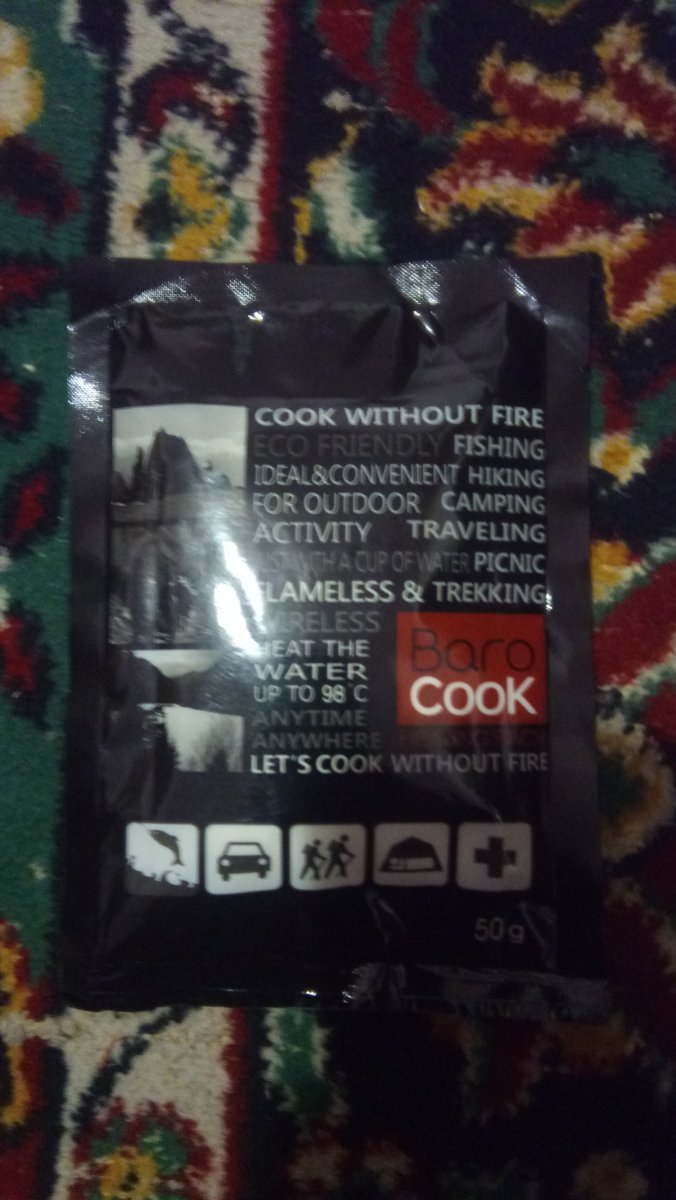 COOK WITHOUT FIRE
ECO FRIENDLY FISHING
IDEAL&CONVENIENT HIKING
FOR OUTDOOR CAMPING
ACTIVITY TRAVELING
WITH A CUP OF WATER PICNIC
FLAMELESS & TREKKING
WIRELESS
HEAT THE
WATER
UP TO 98°C
ANYTIME
ANYWHERE
Baro
COOK
LET'S COOK WITHOUT FIRE
50g